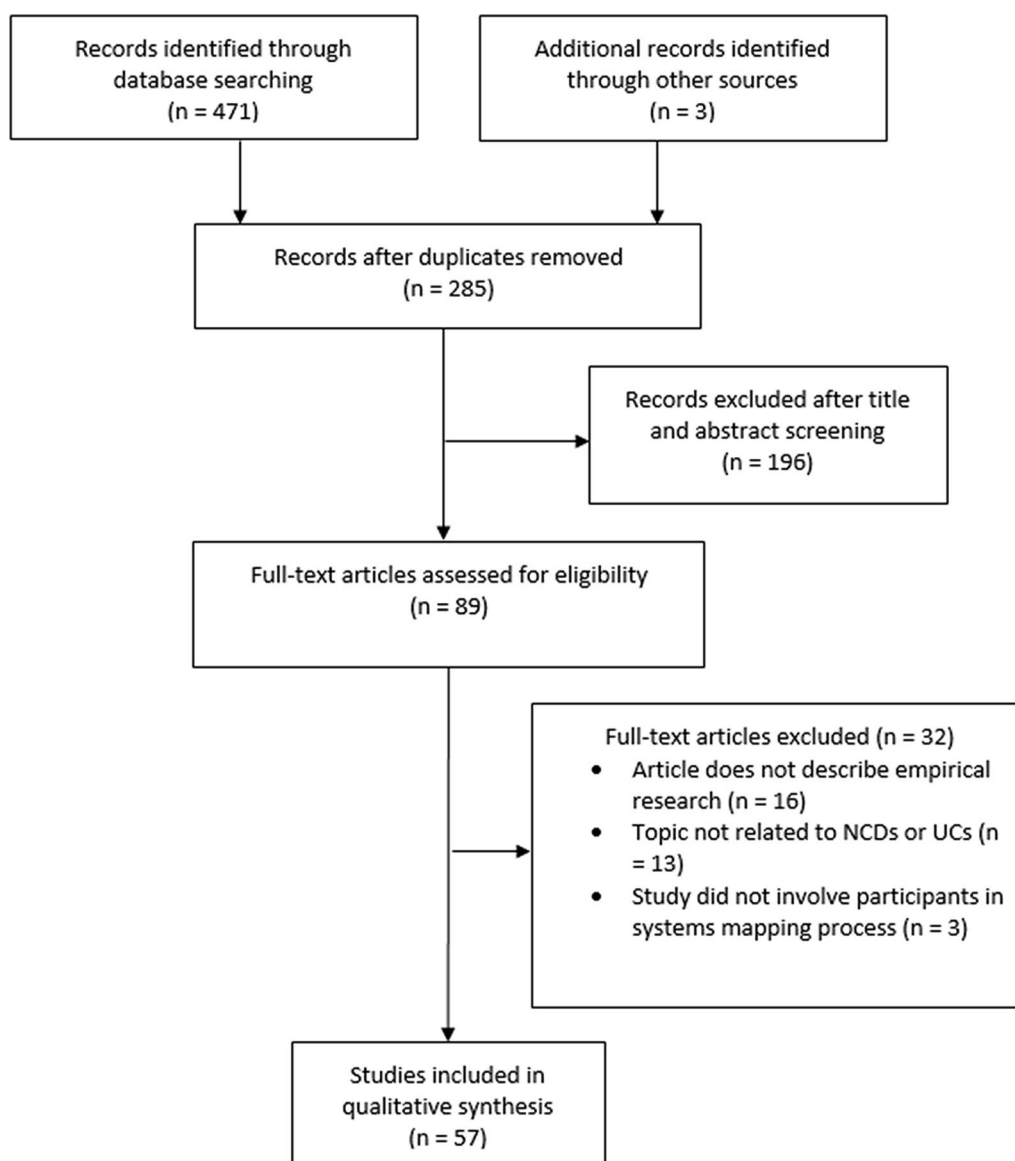 Records identified through
database searching
(n = 471)
Additional records identified
through other sources
(n = 3)
Records after duplicates removed
(n = 285)
Records excluded after title
and abstract screening
(n = 196)
Full-text articles assessed for eligibility
(n = 89)
Full-text articles excluded (n = 32)
• Article does not describe empirical
research (n = 16)
• Topic not related to NCDs or UCs (n
= 13)
• Study did not involve participants in
systems mapping process (n = 3)
Studies included in
qualitative synthesis
(n = 57)